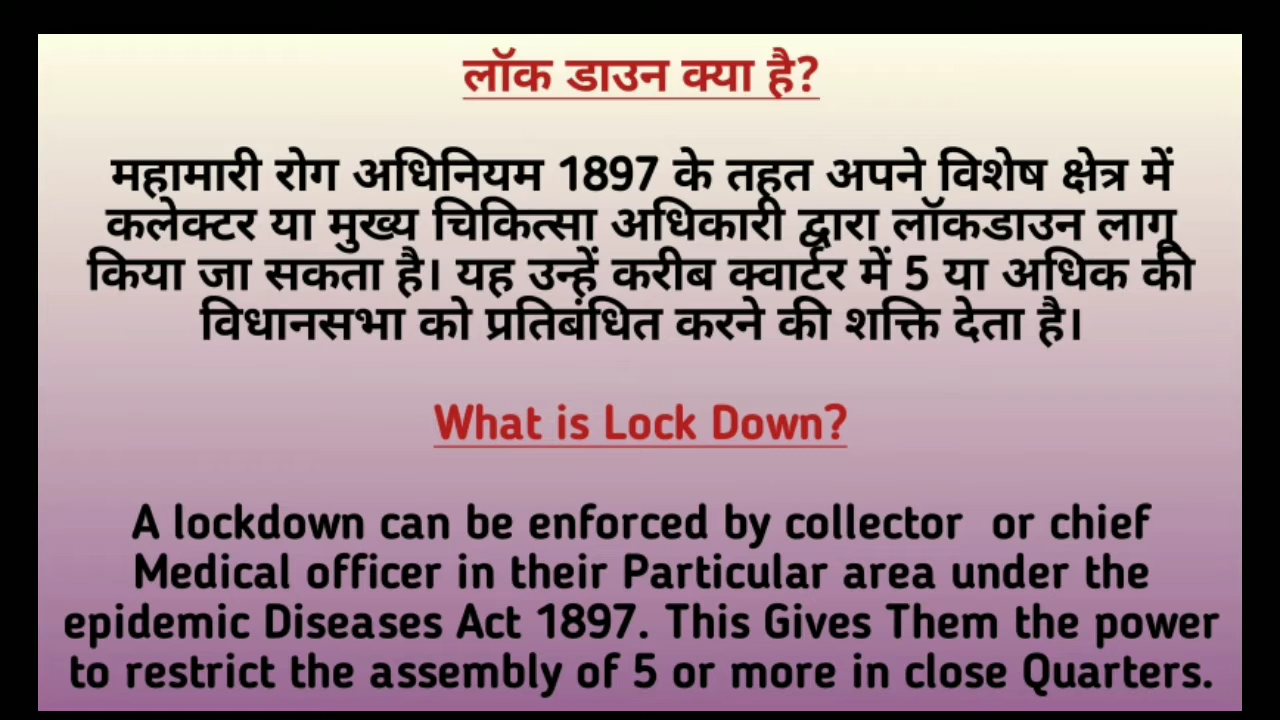 लॉक डाउन क्या है?
महामारी रोग अधिनियम 1897 के तहत अपने विशेष क्षेत्र में
कलेक्टर या मुख्य चिकित्सा अधिकारी द्वारा लॉकडाउन लागू
किया जा सकता है। यह उन्हें करीब क्वार्टर में 5 या अधिक की
विधानसभा को प्रतिबंधित करने की शक्ति देता है।
What is Lock Down?
A lockdown can be enforced by collector or chief
Medical officer in their Particular area under the
epidemic Diseases Act 1897. This Gives Them the power
to restrict the assembly of 5 or more in close Quarters.